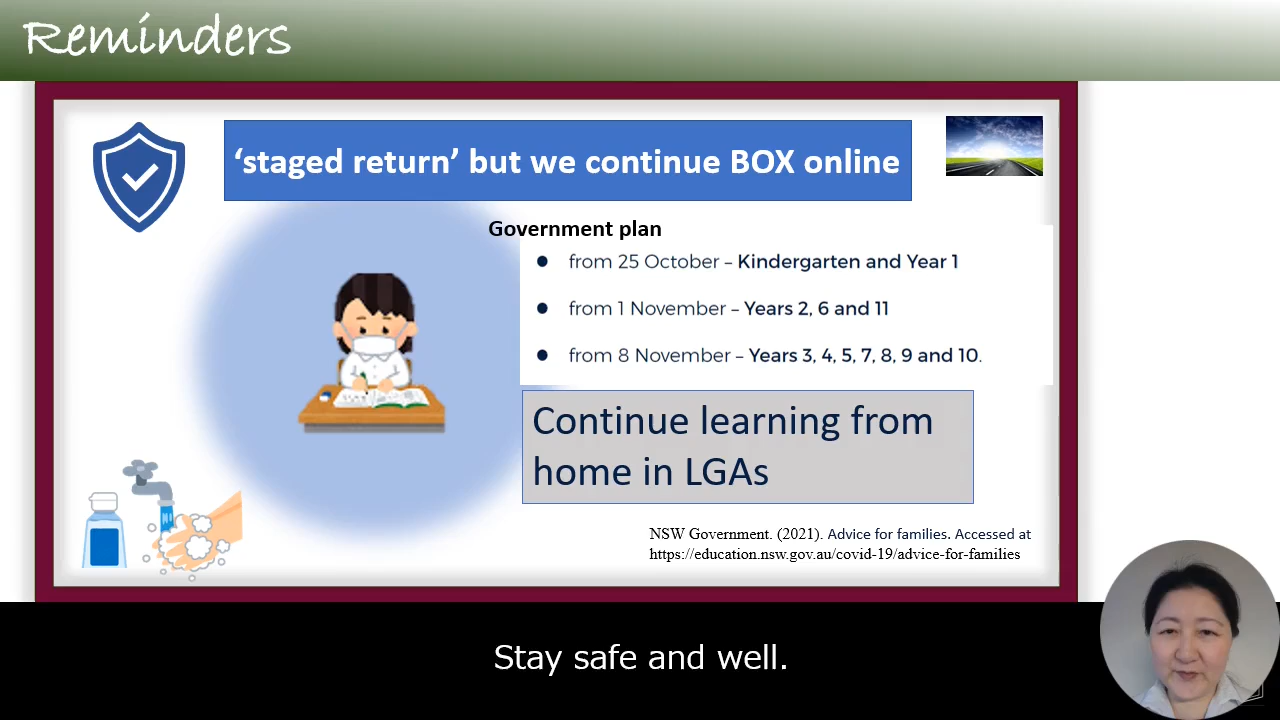 Reminders
‘staged return’ but we continue BOX online
Government plan
● from 25 October – Kindergarten and Year 1
● from 1 November – Years 2, 6 and 11
● from 8 November – Years 3, 4, 5, 7, 8, 9 and 10.
Continue learning from
home in LGAs
NSW Government. (2021). Advice for families. Accessed at
https://education.nsw.gov.au/covid-19/advice-for-families
Stay safe and well.